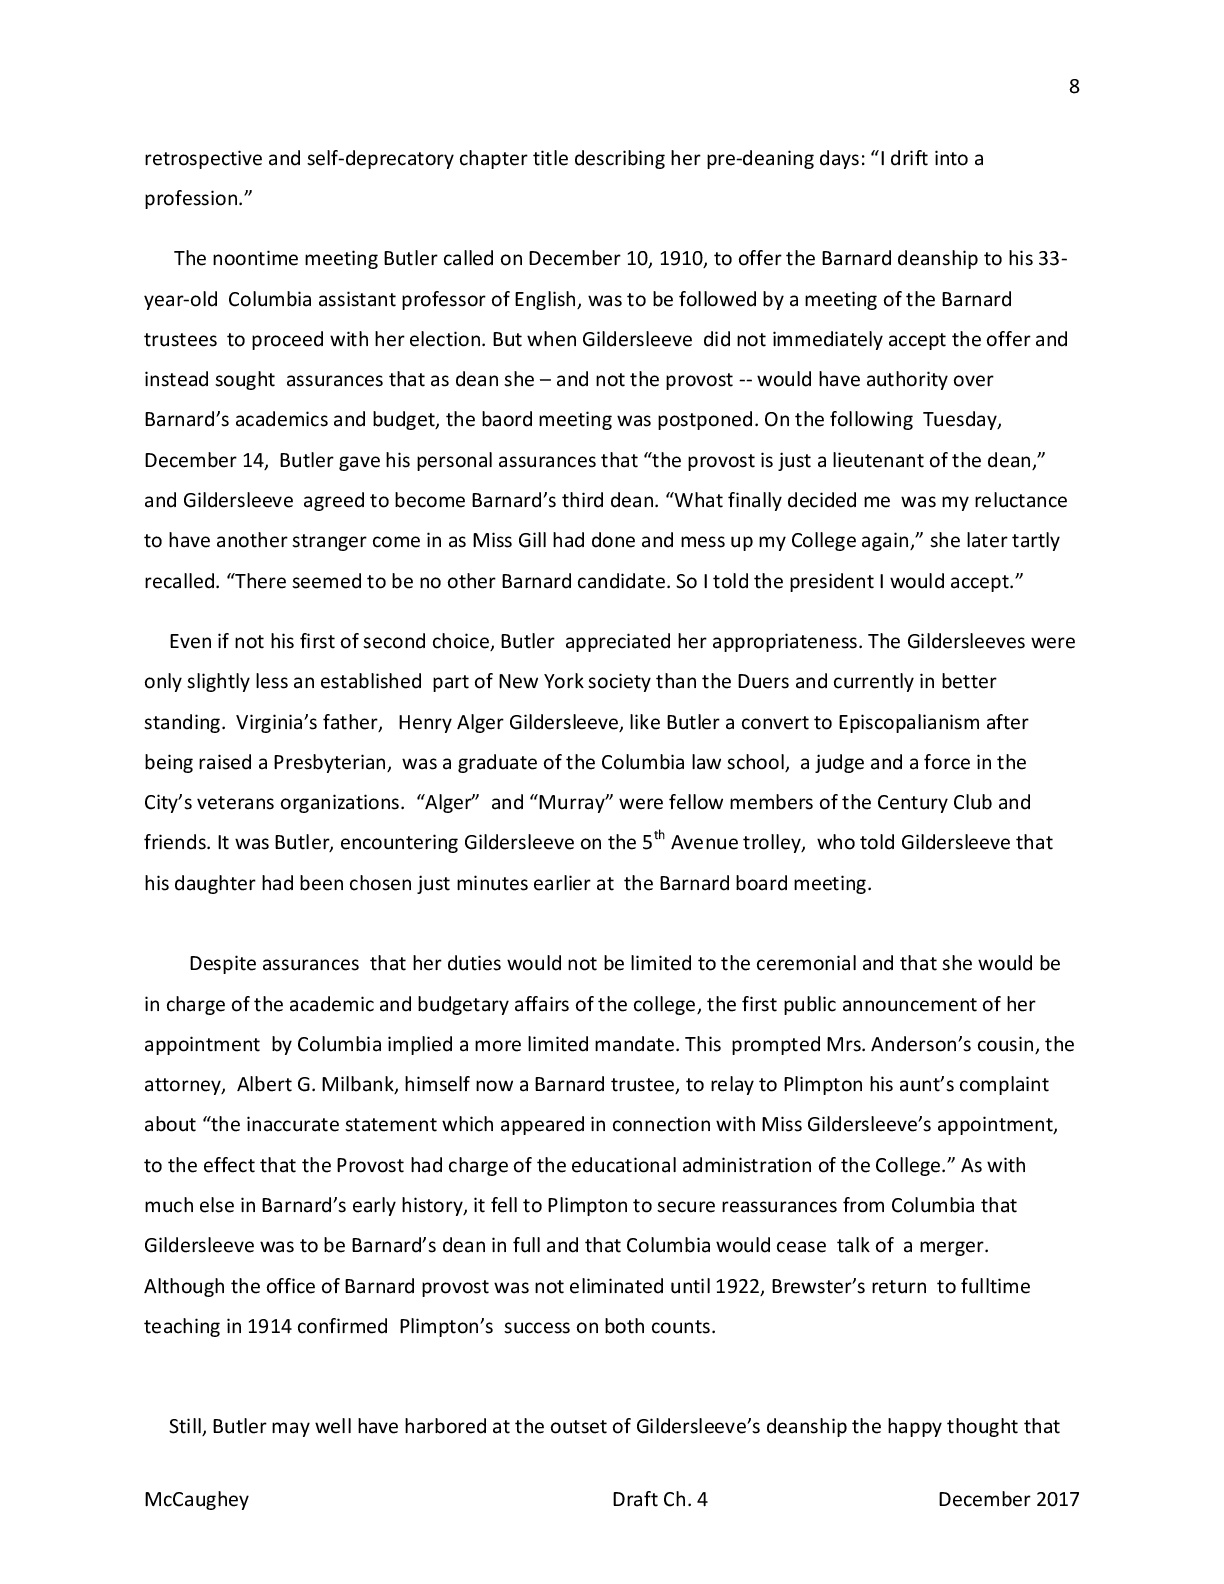 8
retrospective and self-deprecatory chapter title describing her pre-deaning days: “I drift into a
profession.”
The noontime meeting Butler called on December 10, 1910, to offer the Barnard deanship to his 33-
year-old Columbia assistant professor of English, was to be followed by a meeting of the Barnard
trustees to proceed with her election. But when Gildersleeve did not immediately accept the offer and
instead sought assurances that as dean she – and not the provost -- would have authority over
Barnard’s academics and budget, the baord meeting was postponed. On the following Tuesday,
December 14, Butler gave his personal assurances that “the provost is just a lieutenant of the dean,”
and Gildersleeve agreed to become Barnard’s third dean. “What finally decided me was my reluctance
to have another stranger come in as Miss Gill had done and mess up my College again,” she later tartly
recalled. “There seemed to be no other Barnard candidate. So I told the president I would accept.”
Even if not his first of second choice, Butler appreciated her appropriateness. The Gildersleeves were
only slightly less an established part of New York society than the Duers and currently in better
standing. Virginia’s father, Henry Alger Gildersleeve, like Butler a convert to Episcopalianism after
being raised a Presbyterian, was a graduate of the Columbia law school, a judge and a force in the
City’s veterans organizations. “Alger” and “Murray” were fellow members of the Century Club and
friends. It was Butler, encountering Gildersleeve on the 5th Avenue trolley, who told Gildersleeve that
his daughter had been chosen just minutes earlier at the Barnard board meeting.
Despite assurances that her duties would not be limited to the ceremonial and that she would be
in charge of the academic and budgetary affairs of the college, the first public announcement of her
appointment by Columbia implied a more limited mandate. This prompted Mrs. Anderson’s cousin, the
attorney, Albert G. Milbank, himself now a Barnard trustee, to relay to Plimpton his aunt’s complaint
about “the inaccurate statement which appeared in connection with Miss Gildersleeve’s appointment,
to the effect that the Provost had charge of the educational administration of the College.” As with
much else in Barnard’s early history, it fell to Plimpton to secure reassurances from Columbia that
Gildersleeve was to be Barnard’s dean in full and that Columbia would cease talk of a merger.
Although the office of Barnard provost was not eliminated until 1922, Brewster’s return to fulltime
teaching in 1914 confirmed Plimpton’s success on both counts.
Still, Butler may well have harbored at the outset of Gildersleeve’s deanship the happy thought that
McCaughey Draft Ch. 4 December 2017